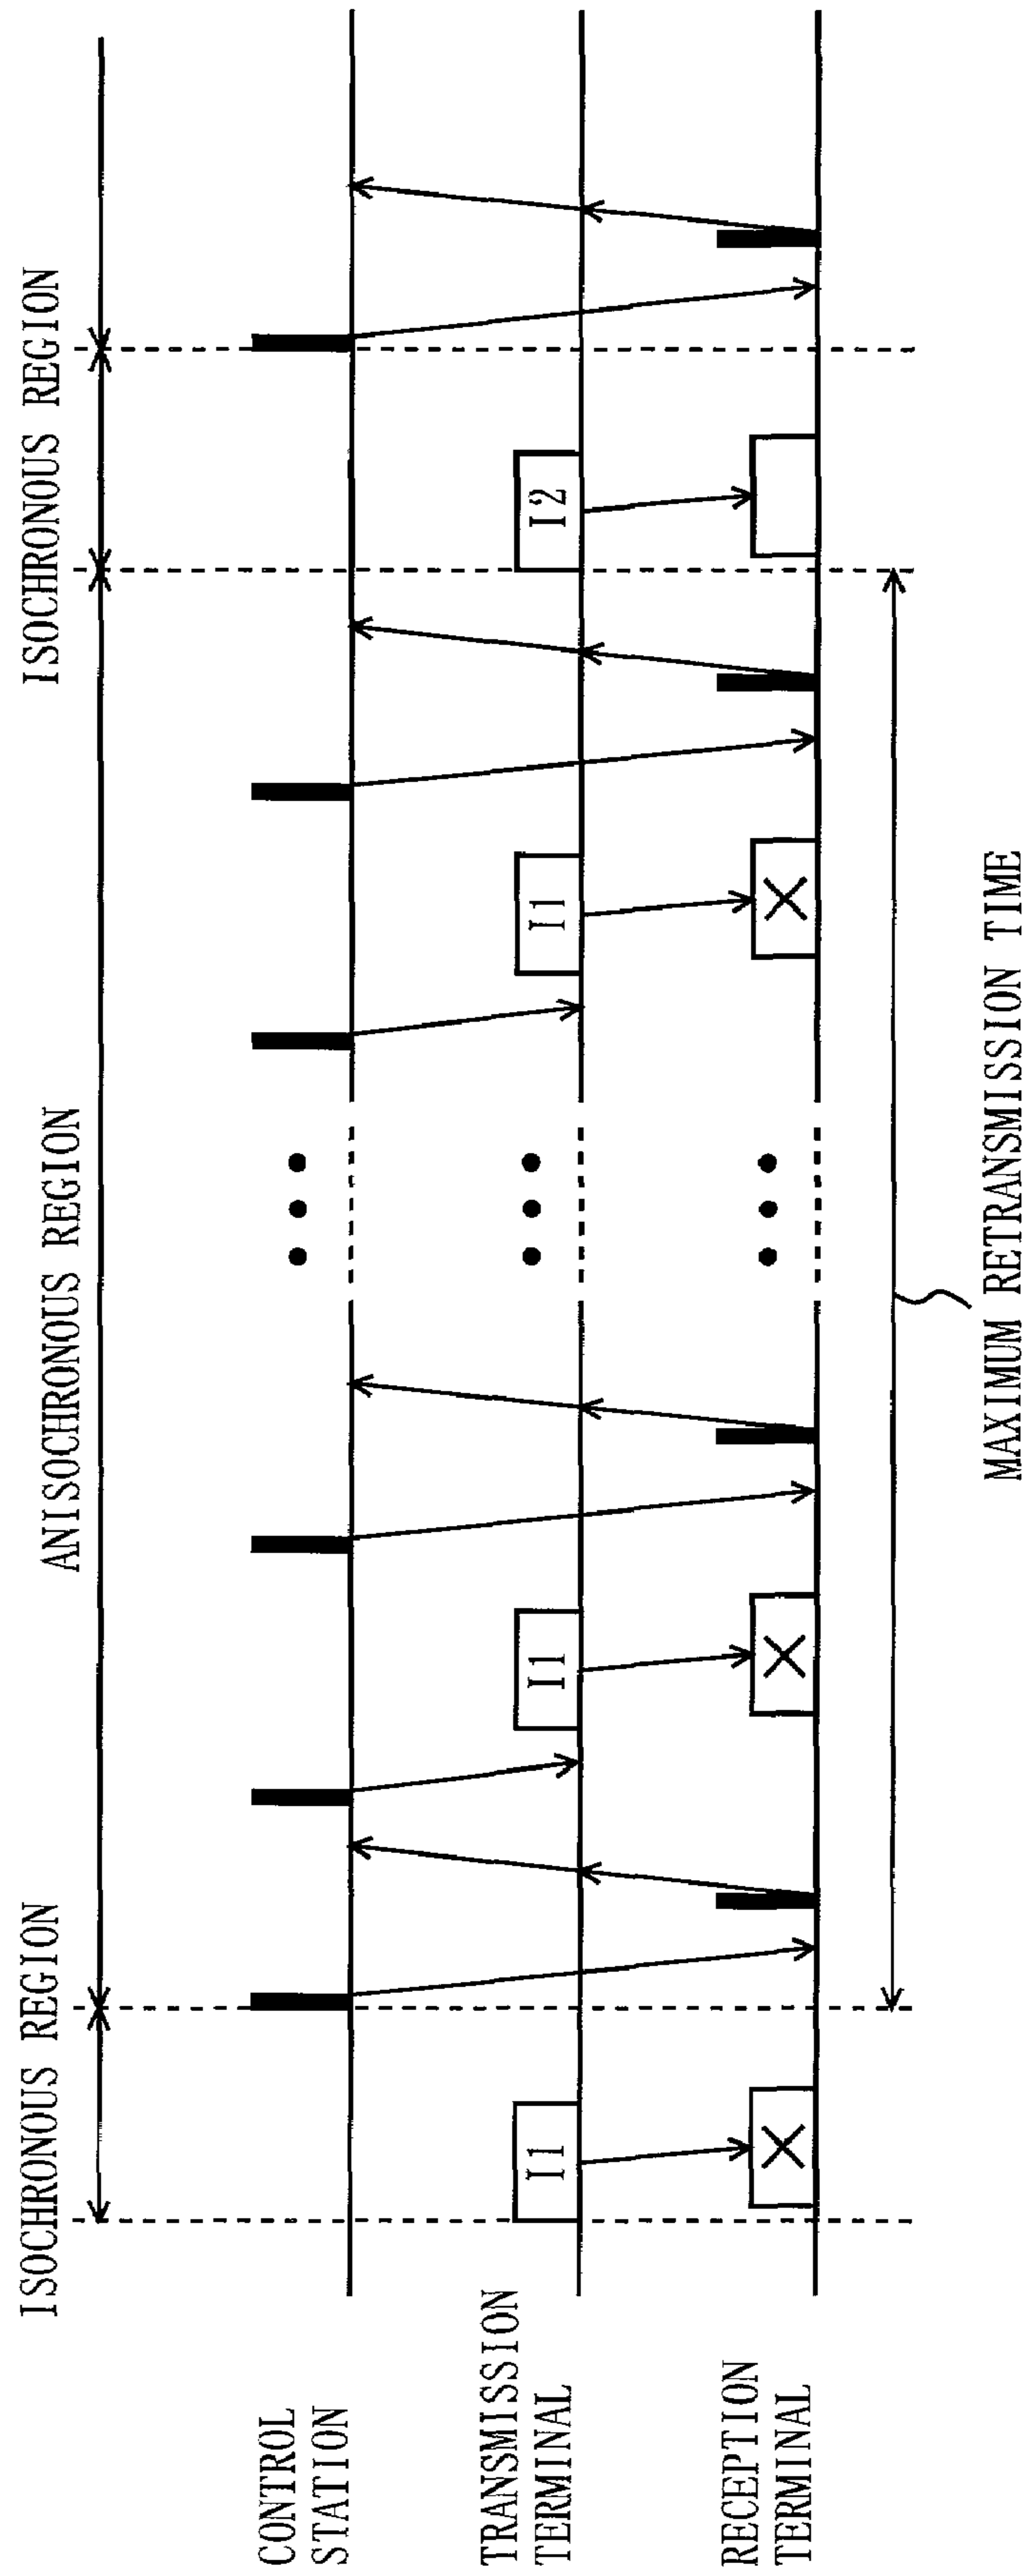 ISOCHRONOUS REGION
ANISOCHRONOUS REGION
ISOCHRONOUS REGION
CONTROL
STATION
TRANSMISSION
TERMINAL
I1
I1
I1
I2
RECEPTION
TERMINAL
MAXIMUM RETRANSMISSION TIME